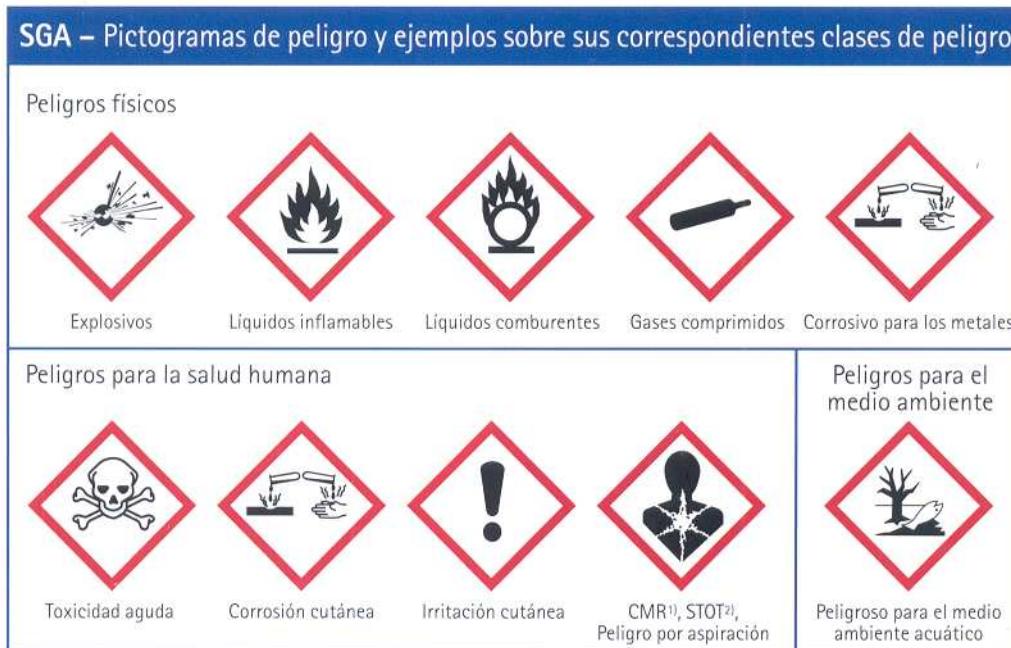 SGA – Pictogramas de peligro y ejemplos sobre sus correspondientes clases de peligro
Peligros físicos
Explosivos
Líquidos inflamables
Líquidos comburentes
Gases comprimidos
Corrosivo para los metales
Peligros para la salud humana
Toxicidad aguda
Corrosión cutánea
Irritación cutánea
CMR¹⁾, STOT²⁾,
Peligro por aspiración
Peligros para el
medio ambiente
Peligroso para el medio
ambiente acuático